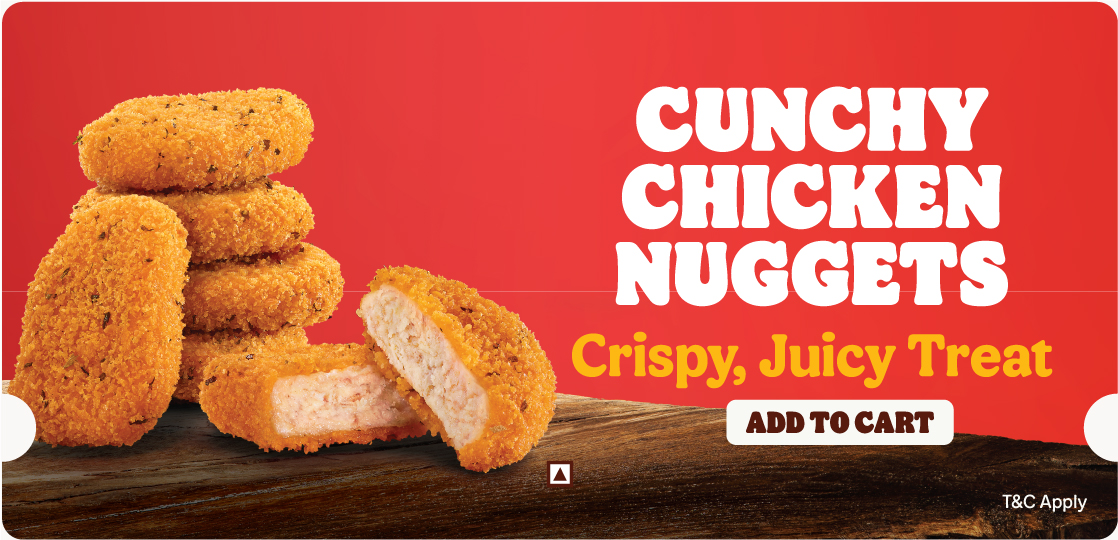 CUNCHY
CHICKEN
NUGGETS
Crispy, Juicy Treat
ADD TO CART
T&C Apply